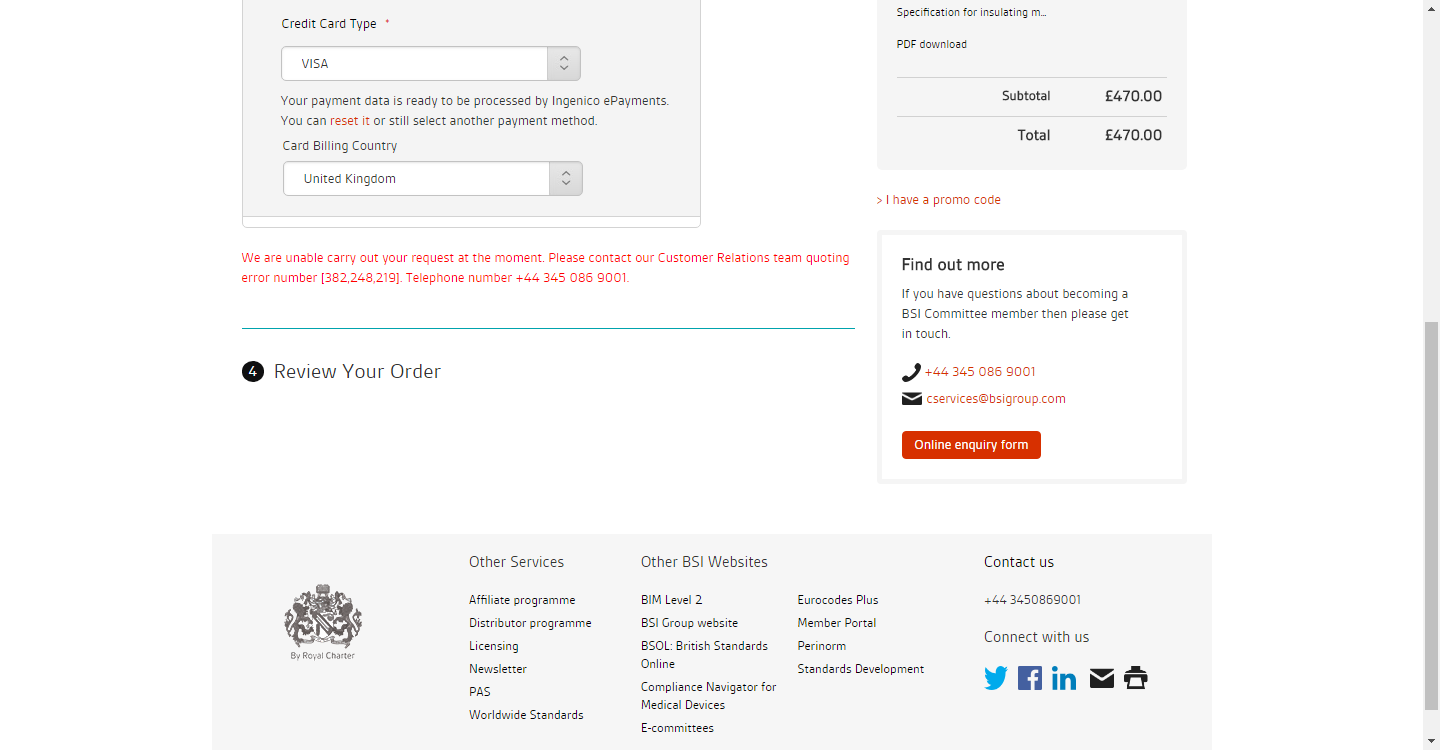 Credit Card Type *
VISA
Your payment data is ready to be processed by Ingenico ePayments.
You can reset it or still select another payment method.
Card Billing Country
United Kingdom
We are unable carry out your request at the moment. Please contact our Customer Relations team quoting
error number [382,248,219]. Telephone number +44 345 086 9001.
4 Review Your Order
Specification for insulating m...
PDF download
Subtotal £470.00
Total £470.00
> I have a promo code
Find out more
If you have questions about becoming a
BSI Committee member then please get
in touch.
+44 345 086 9001
cservices@bsigroup.com
Online enquiry form
By Royal Charter
Other Services
Affiliate programme
Distributor programme
Licensing
Newsletter
PAS
Worldwide Standards
Other BSI Websites
BIM Level 2
BSI Group website
BSOL: British Standards
Online
Compliance Navigator for
Medical Devices
E-committees
Eurocodes Plus
Member Portal
Perinorm
Standards Development
Contact us
+44 3450869001
Connect with us